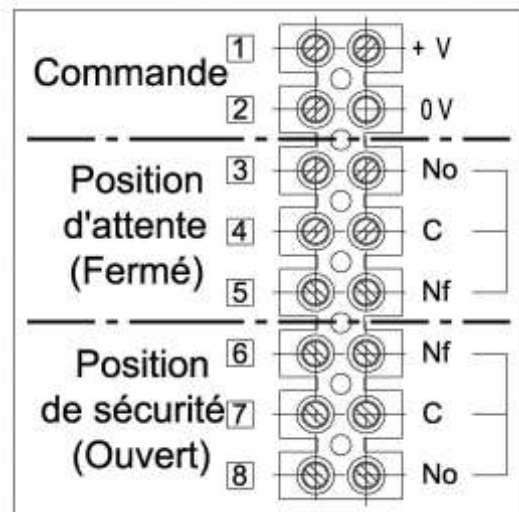 Commande
1 + V
2 0 V
Position d'attente (Fermé)
3 No
4 C
5 Nf
Position de sécurité (Ouvert)
6 Nf
7 C
8 No